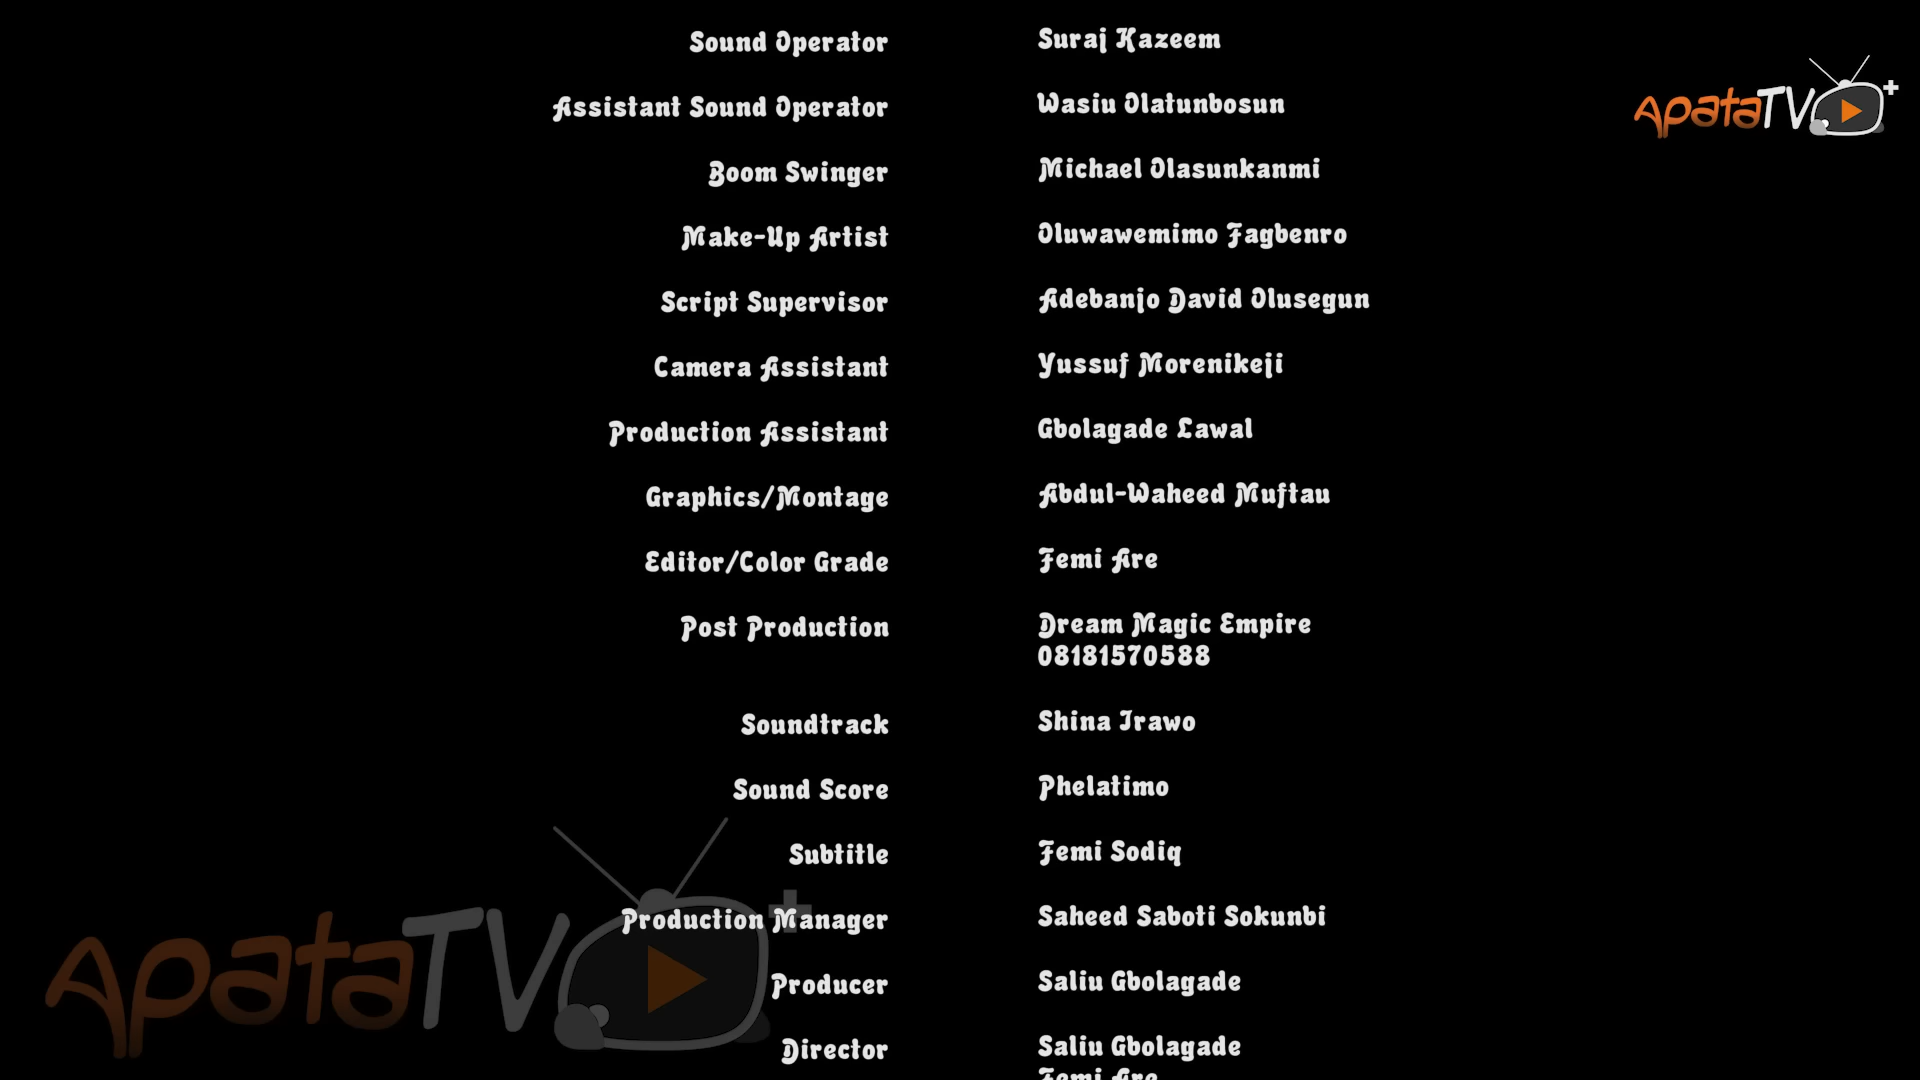 Sound Operator Suraj Kazeem
Assistant Sound Operator Wasiu Olatunbosun
Boom Swinger Michael Olasunkanmi
Make-Up Artist Oluwawemimo Fagbenro
Script Supervisor Adebanjo David Olusegun
Camera Assistant Yussuf Morenikeji
Production Assistant Gbolagade Lawal
Graphics/Montage Abdul-Waheed Muftau
Editor/Color Grade Femi Are
Post Production Dream Magic Empire
08181570588
Soundtrack Shina Irawo
Sound Score Phelatimo
Subtitle Femi Sodiq
Production Manager Saheed Saboti Sokunbi
Producer Saliu Gbolagade
Director Saliu Gbolagade
Femi Are
ApataTV+
ApataTV+